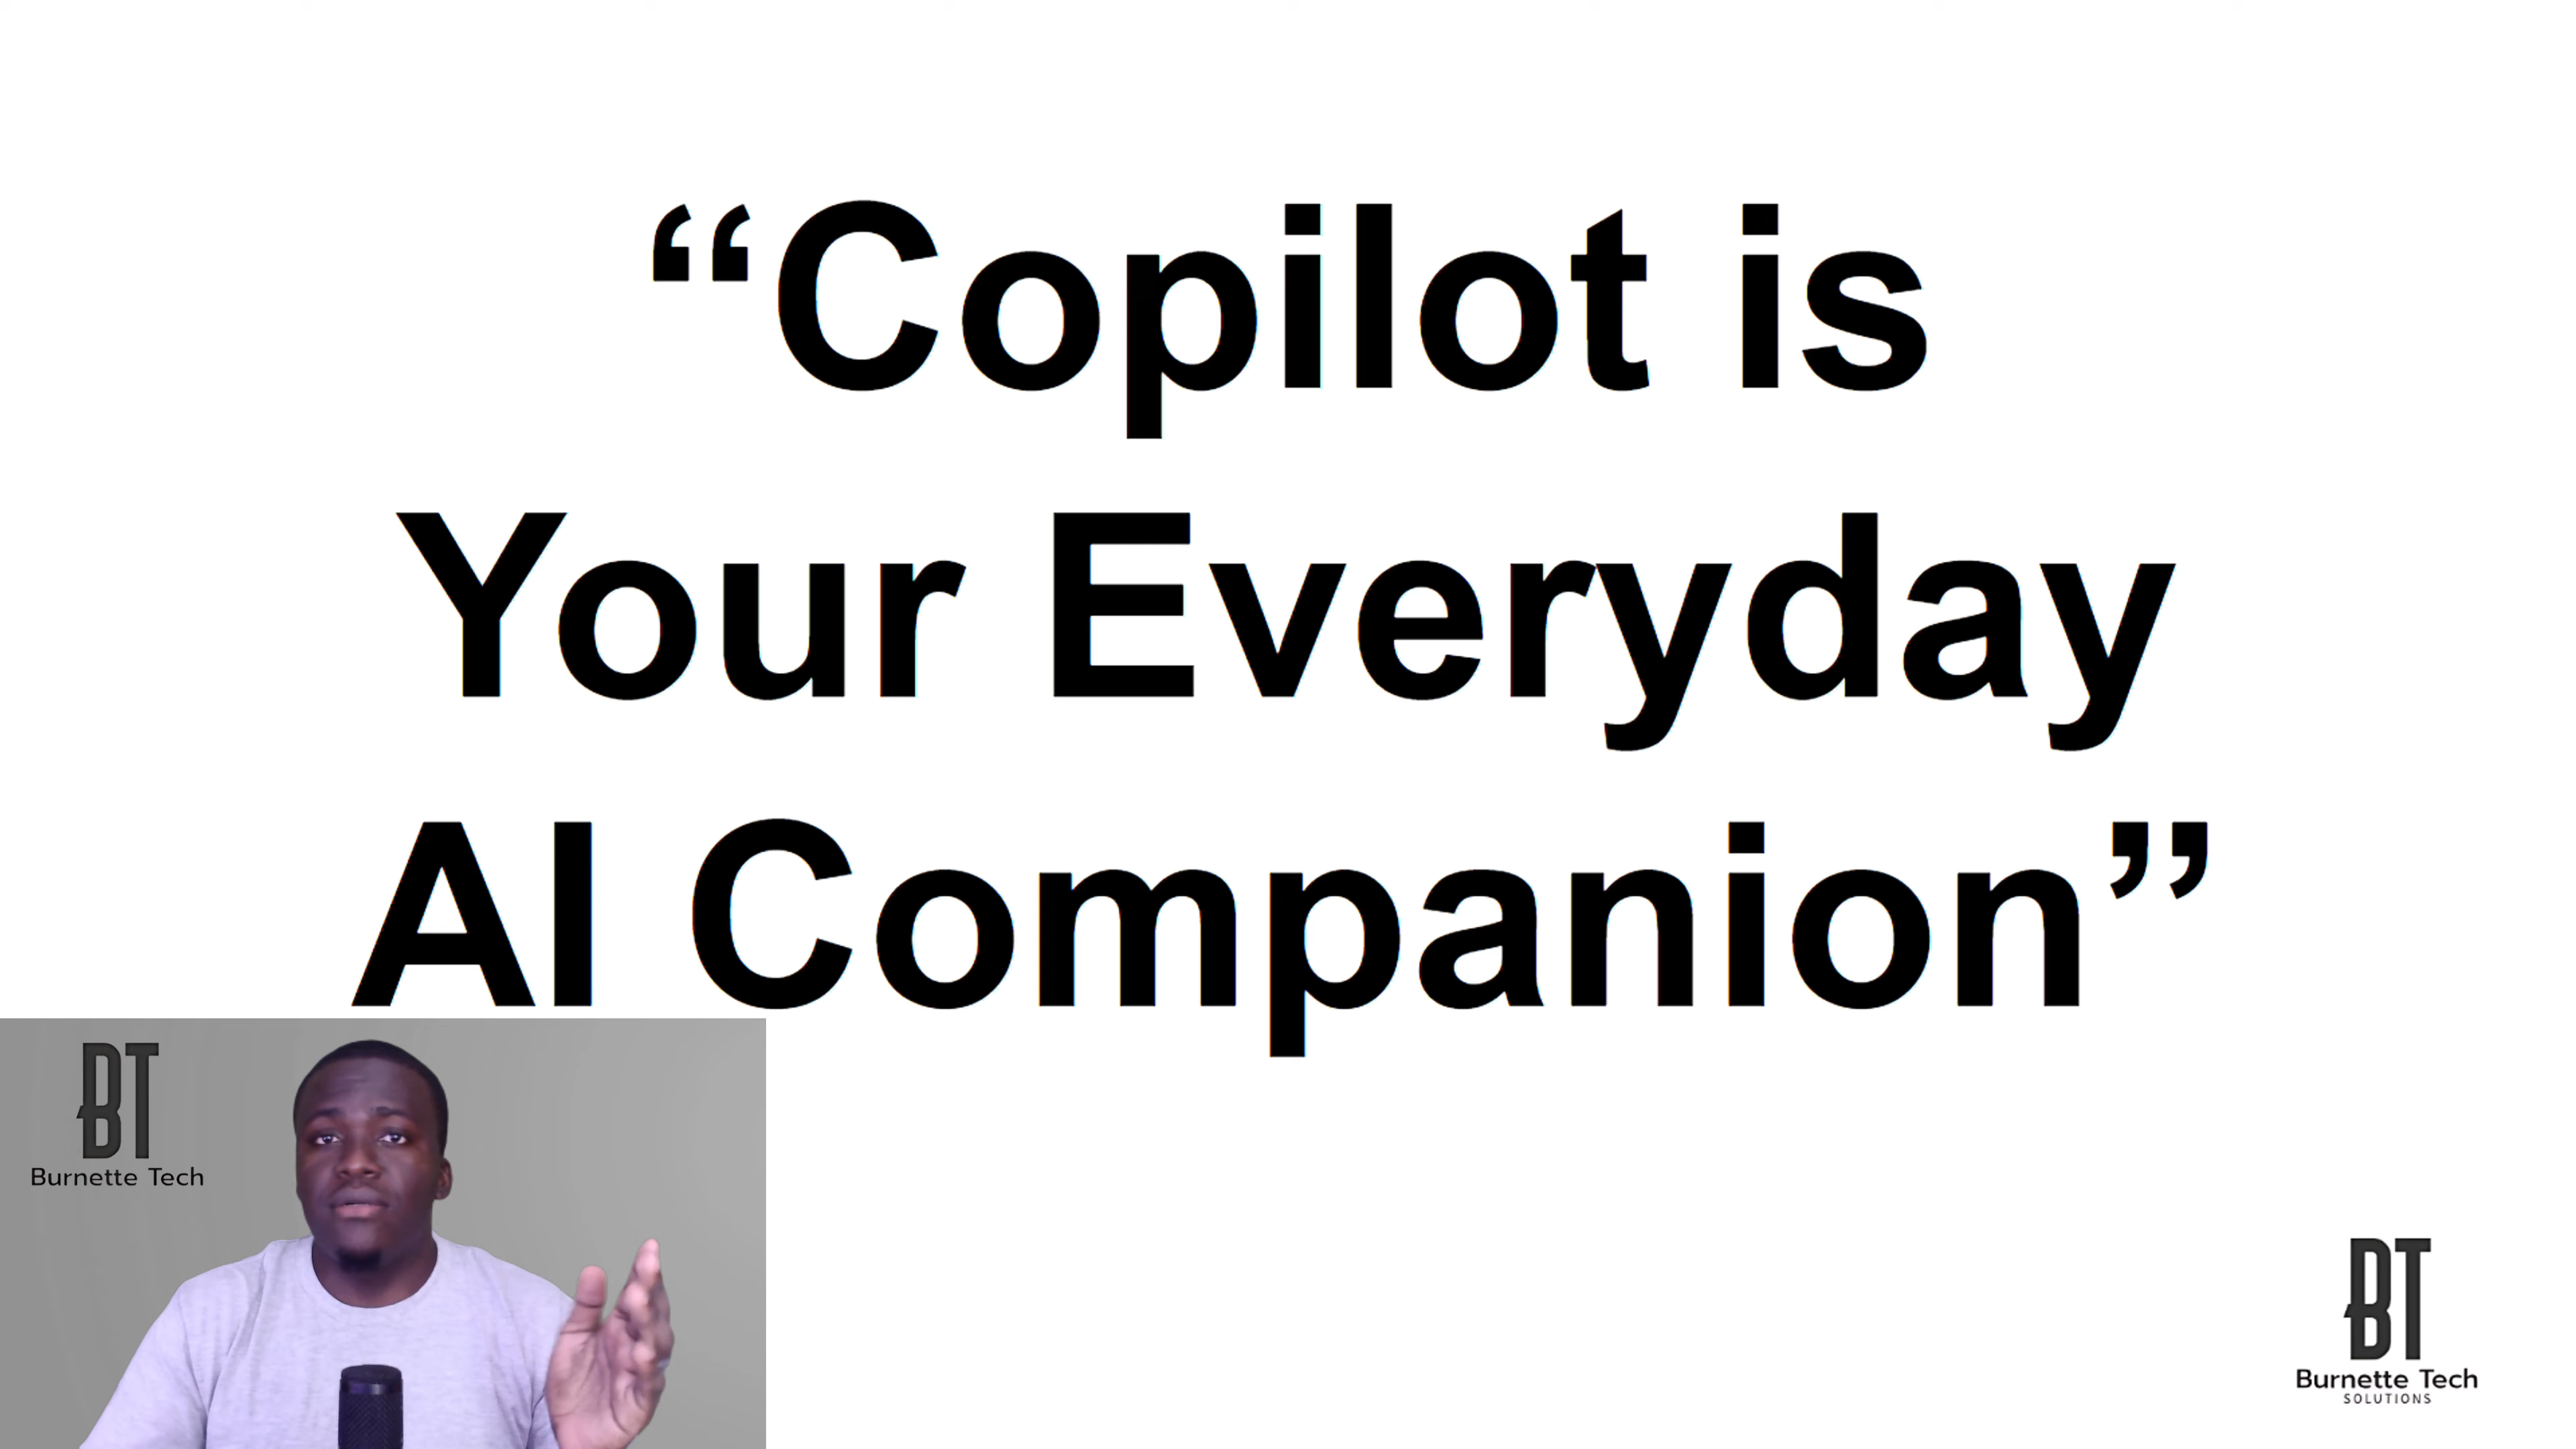 “Copilot is
Your Everyday
AI Companion”
BT
Burnette Tech
BT
Burnette Tech
SOLUTIONS